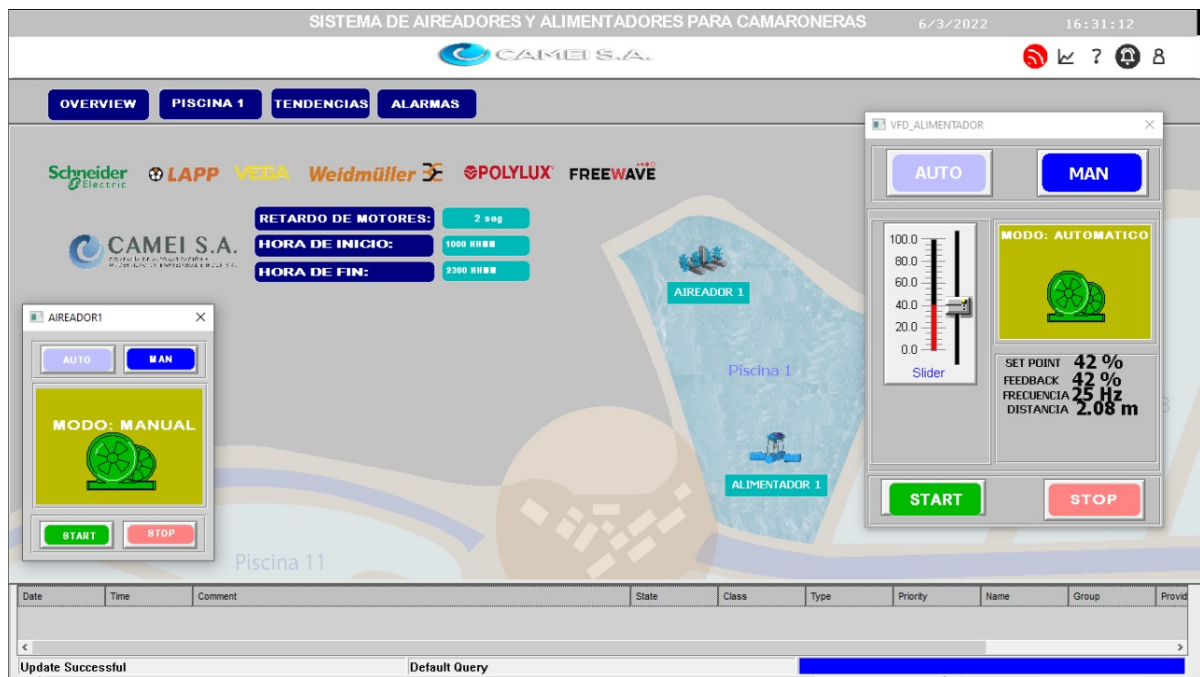 SISTEMA DE AIREADORES Y ALIMENTADORES PARA CAMARONERAS 6/3/2022 16:31:12
CAMEI S.A.
OVERVIEW PISCINA 1 TENDENCIAS ALARMAS
Schneider Electric LAPP VEGA Weidmüller POLYLUX FREEWAVE
CAMEI S.A.
RETARDO DE MOTORES: 2 seg
HORA DE INICIO: 1000
HORA DE FIN: 2300
AIREADOR 1
Piscina 1
ALIMENTADOR 1
Piscina 11
8
AIREADOR1
AUTO MAN
MODO: MANUAL
START STOP
VFD_ALIMENTADOR
AUTO MAN
100.0
80.0
60.0
40.0
20.0
0.0
Slider
MODO: AUTOMATICO
SET POINT 42 %
FEEDBACK 42 %
FRECUENCIA 25 Hz
DISTANCIA 2.08 m
START STOP
Date Time Comment State Class Type Priority Name Group Provid
Update Successful Default Query